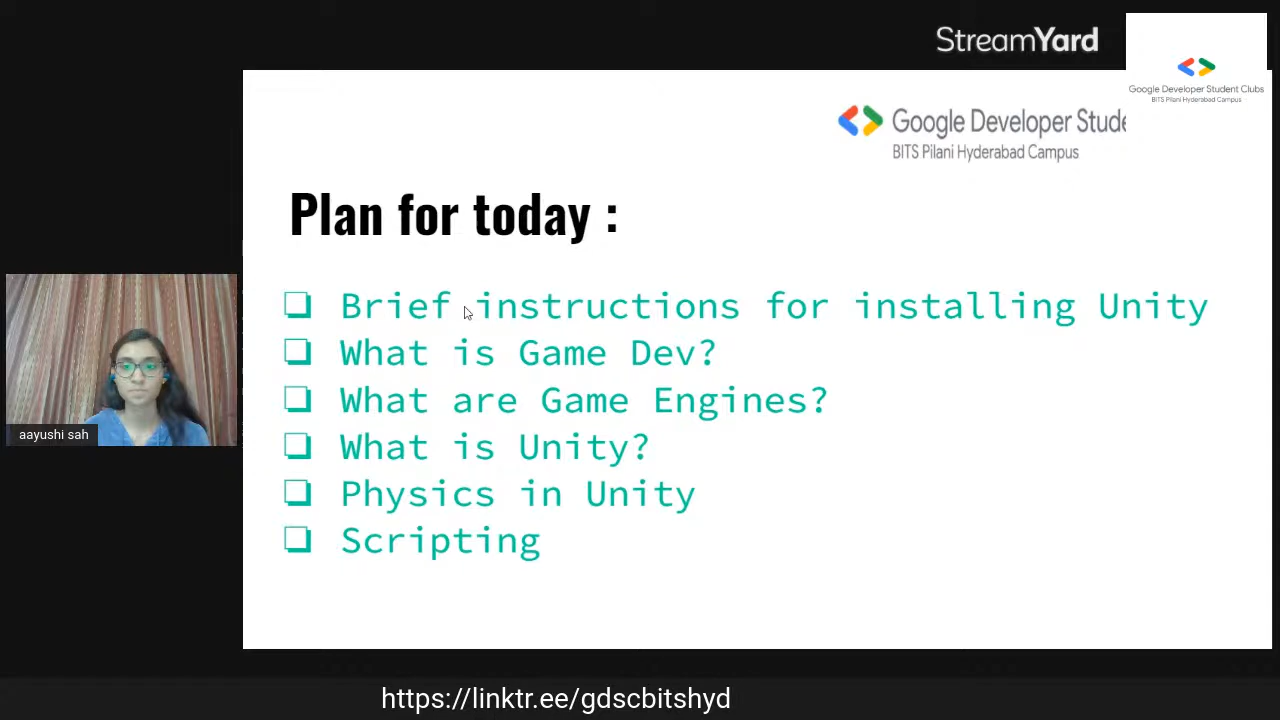 StreamYard
Google Developer Student Clubs
BITS Pilani Hyderabad Campus
Google Developer Stude
BITS Pilani Hyderabad Campus
Plan for today :
❏ Brief instructions for installing Unity
❏ What is Game Dev?
❏ What are Game Engines?
❏ What is Unity?
❏ Physics in Unity
❏ Scripting
aayushi sah
https://linktr.ee/gdscbitshyd